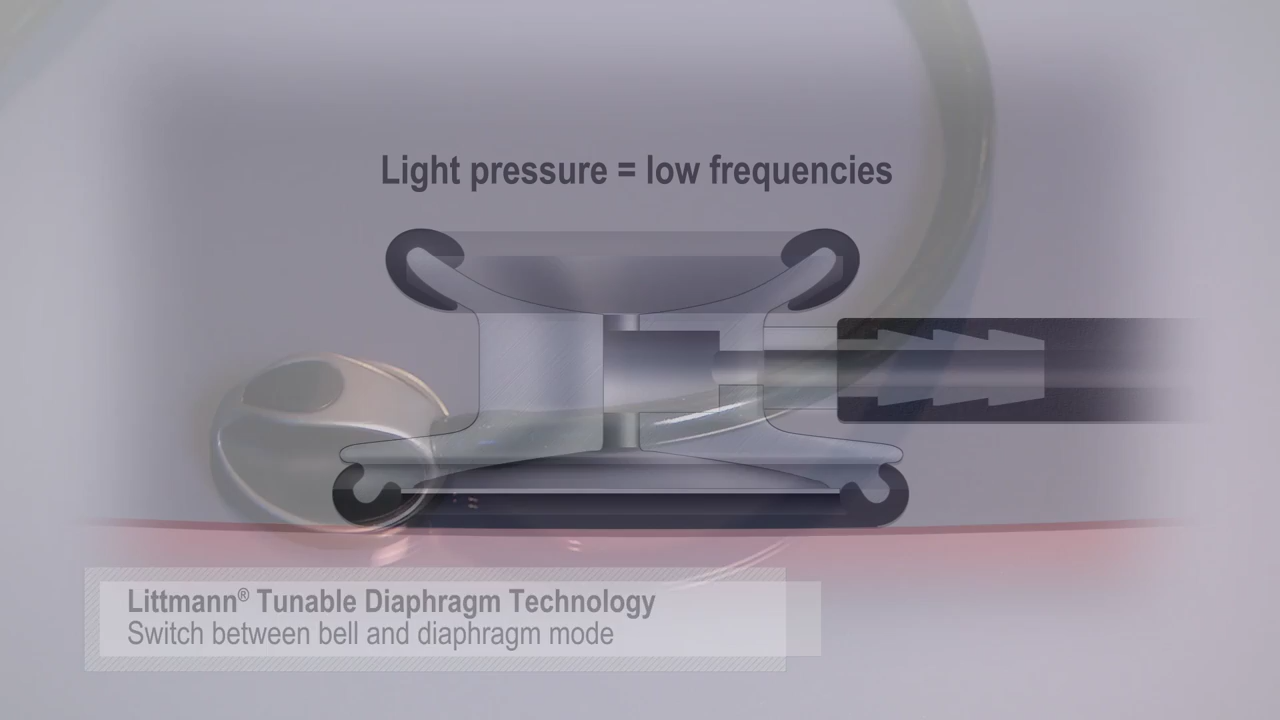 Light pressure = low frequencies
Littmann® Tunable Diaphragm Technology
Switch between bell and diaphragm mode